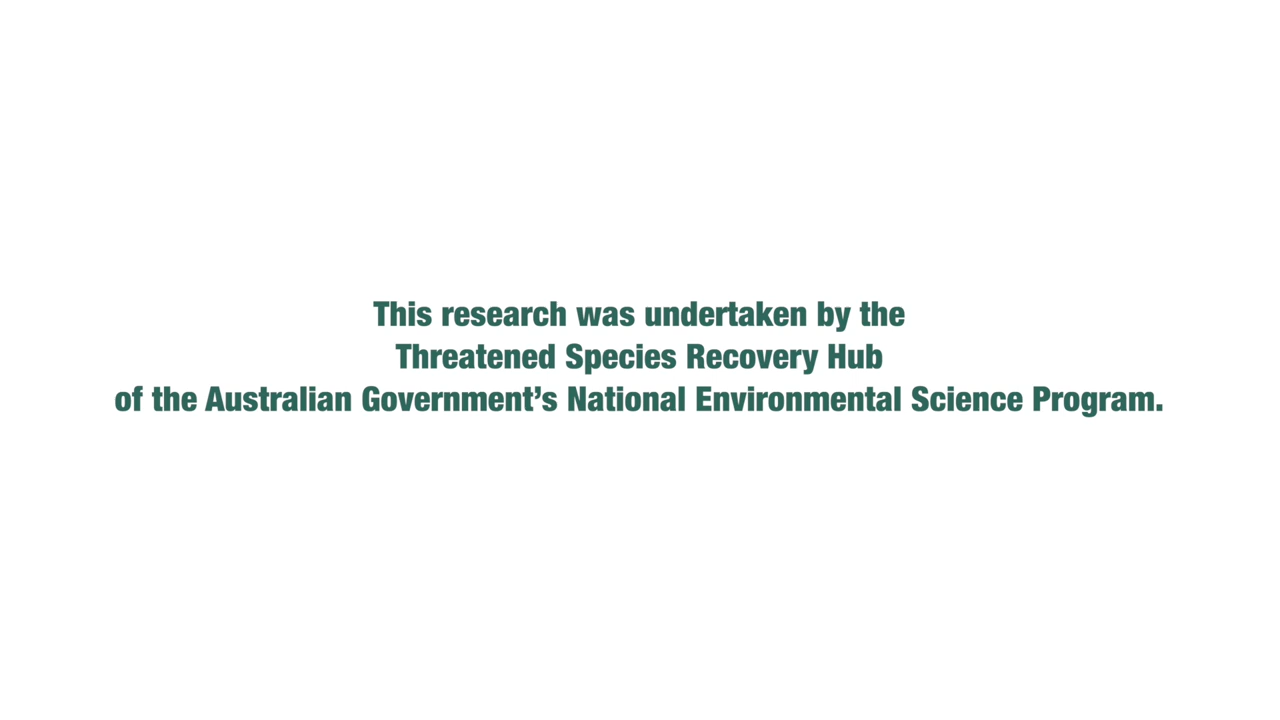 This research was undertaken by the
Threatened Species Recovery Hub
of the Australian Government’s National Environmental Science Program.